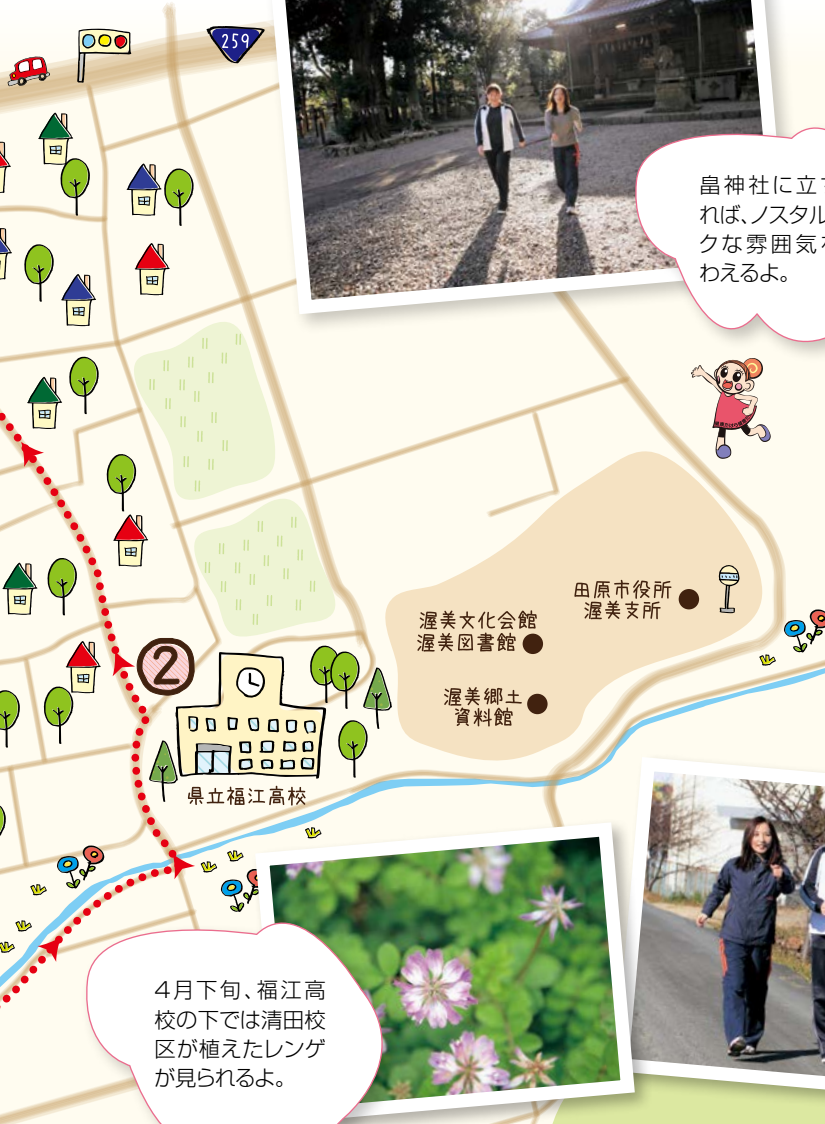 259
畠神社に立
れば、ノスタル
クな雰囲気
わえるよ。
田原市役所
渥美支所
渥美文化会館
渥美図書館
渥美郷土
資料館
2
県立福江高校
4月下旬、福江高
校の下では清田校
区が植えたレンゲ
が見られるよ。